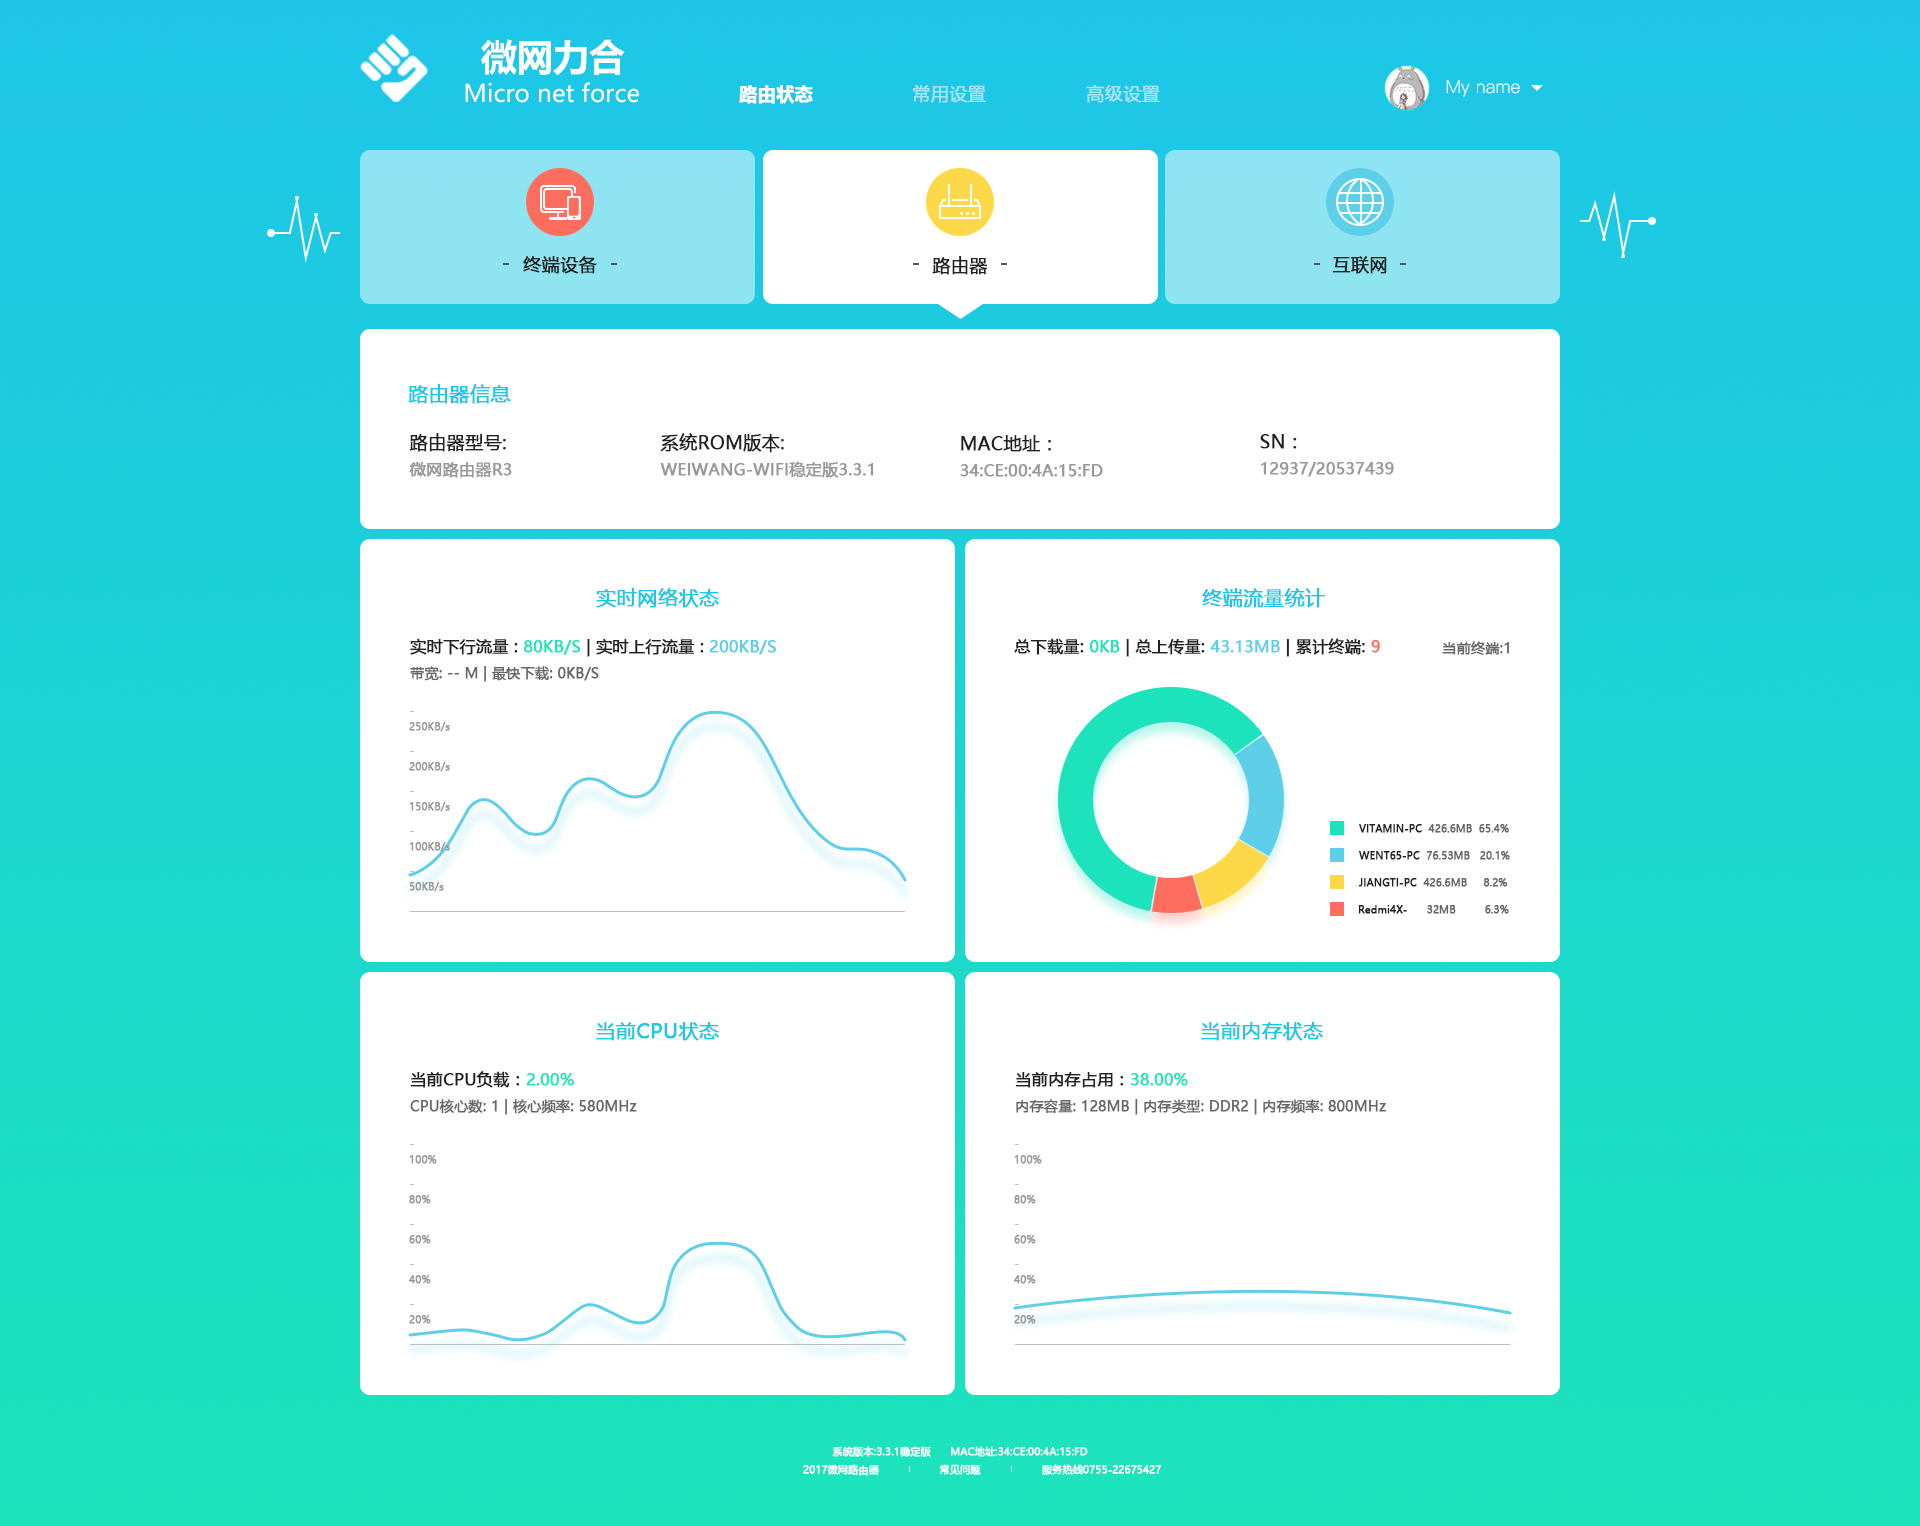 微网力合
Micro net force
路由状态 常用设置 高级设置 My name
- 终端设备 - - 路由器 - - 互联网 -
路由器信息
路由器型号: 系统ROM版本: MAC地址： SN：
微网路由器R3 WEIWANG-WIFI稳定版3.3.1 34:CE:00:4A:15:FD 12937/20537439
实时网络状态
实时下行流量：80KB/S | 实时上行流量：200KB/S
带宽: -- M | 最快下载: 0KB/S
250KB/s
200KB/s
150KB/s
100KB/s
50KB/s
终端流量统计
总下载量: 0KB | 总上传量: 43.13MB | 累计终端: 9 当前终端:1
VITAMIN-PC 426.6MB 65.4%
WENT65-PC 76.53MB 20.1%
JIANGTI-PC 426.6MB 8.2%
Redmi4X- 32MB 6.3%
当前CPU状态
当前CPU负载：2.00%
CPU核心数: 1 | 核心频率: 580MHz
100%
80%
60%
40%
20%
当前内存状态
当前内存占用：38.00%
内存容量: 128MB | 内存类型: DDR2 | 内存频率: 800MHz
100%
80%
60%
40%
20%
系统版本:3.3.1稳定版 MAC地址:34:CE:00:4A:15:FD
2017微网路由器 | 常见问题 | 服务热线0755-22675427